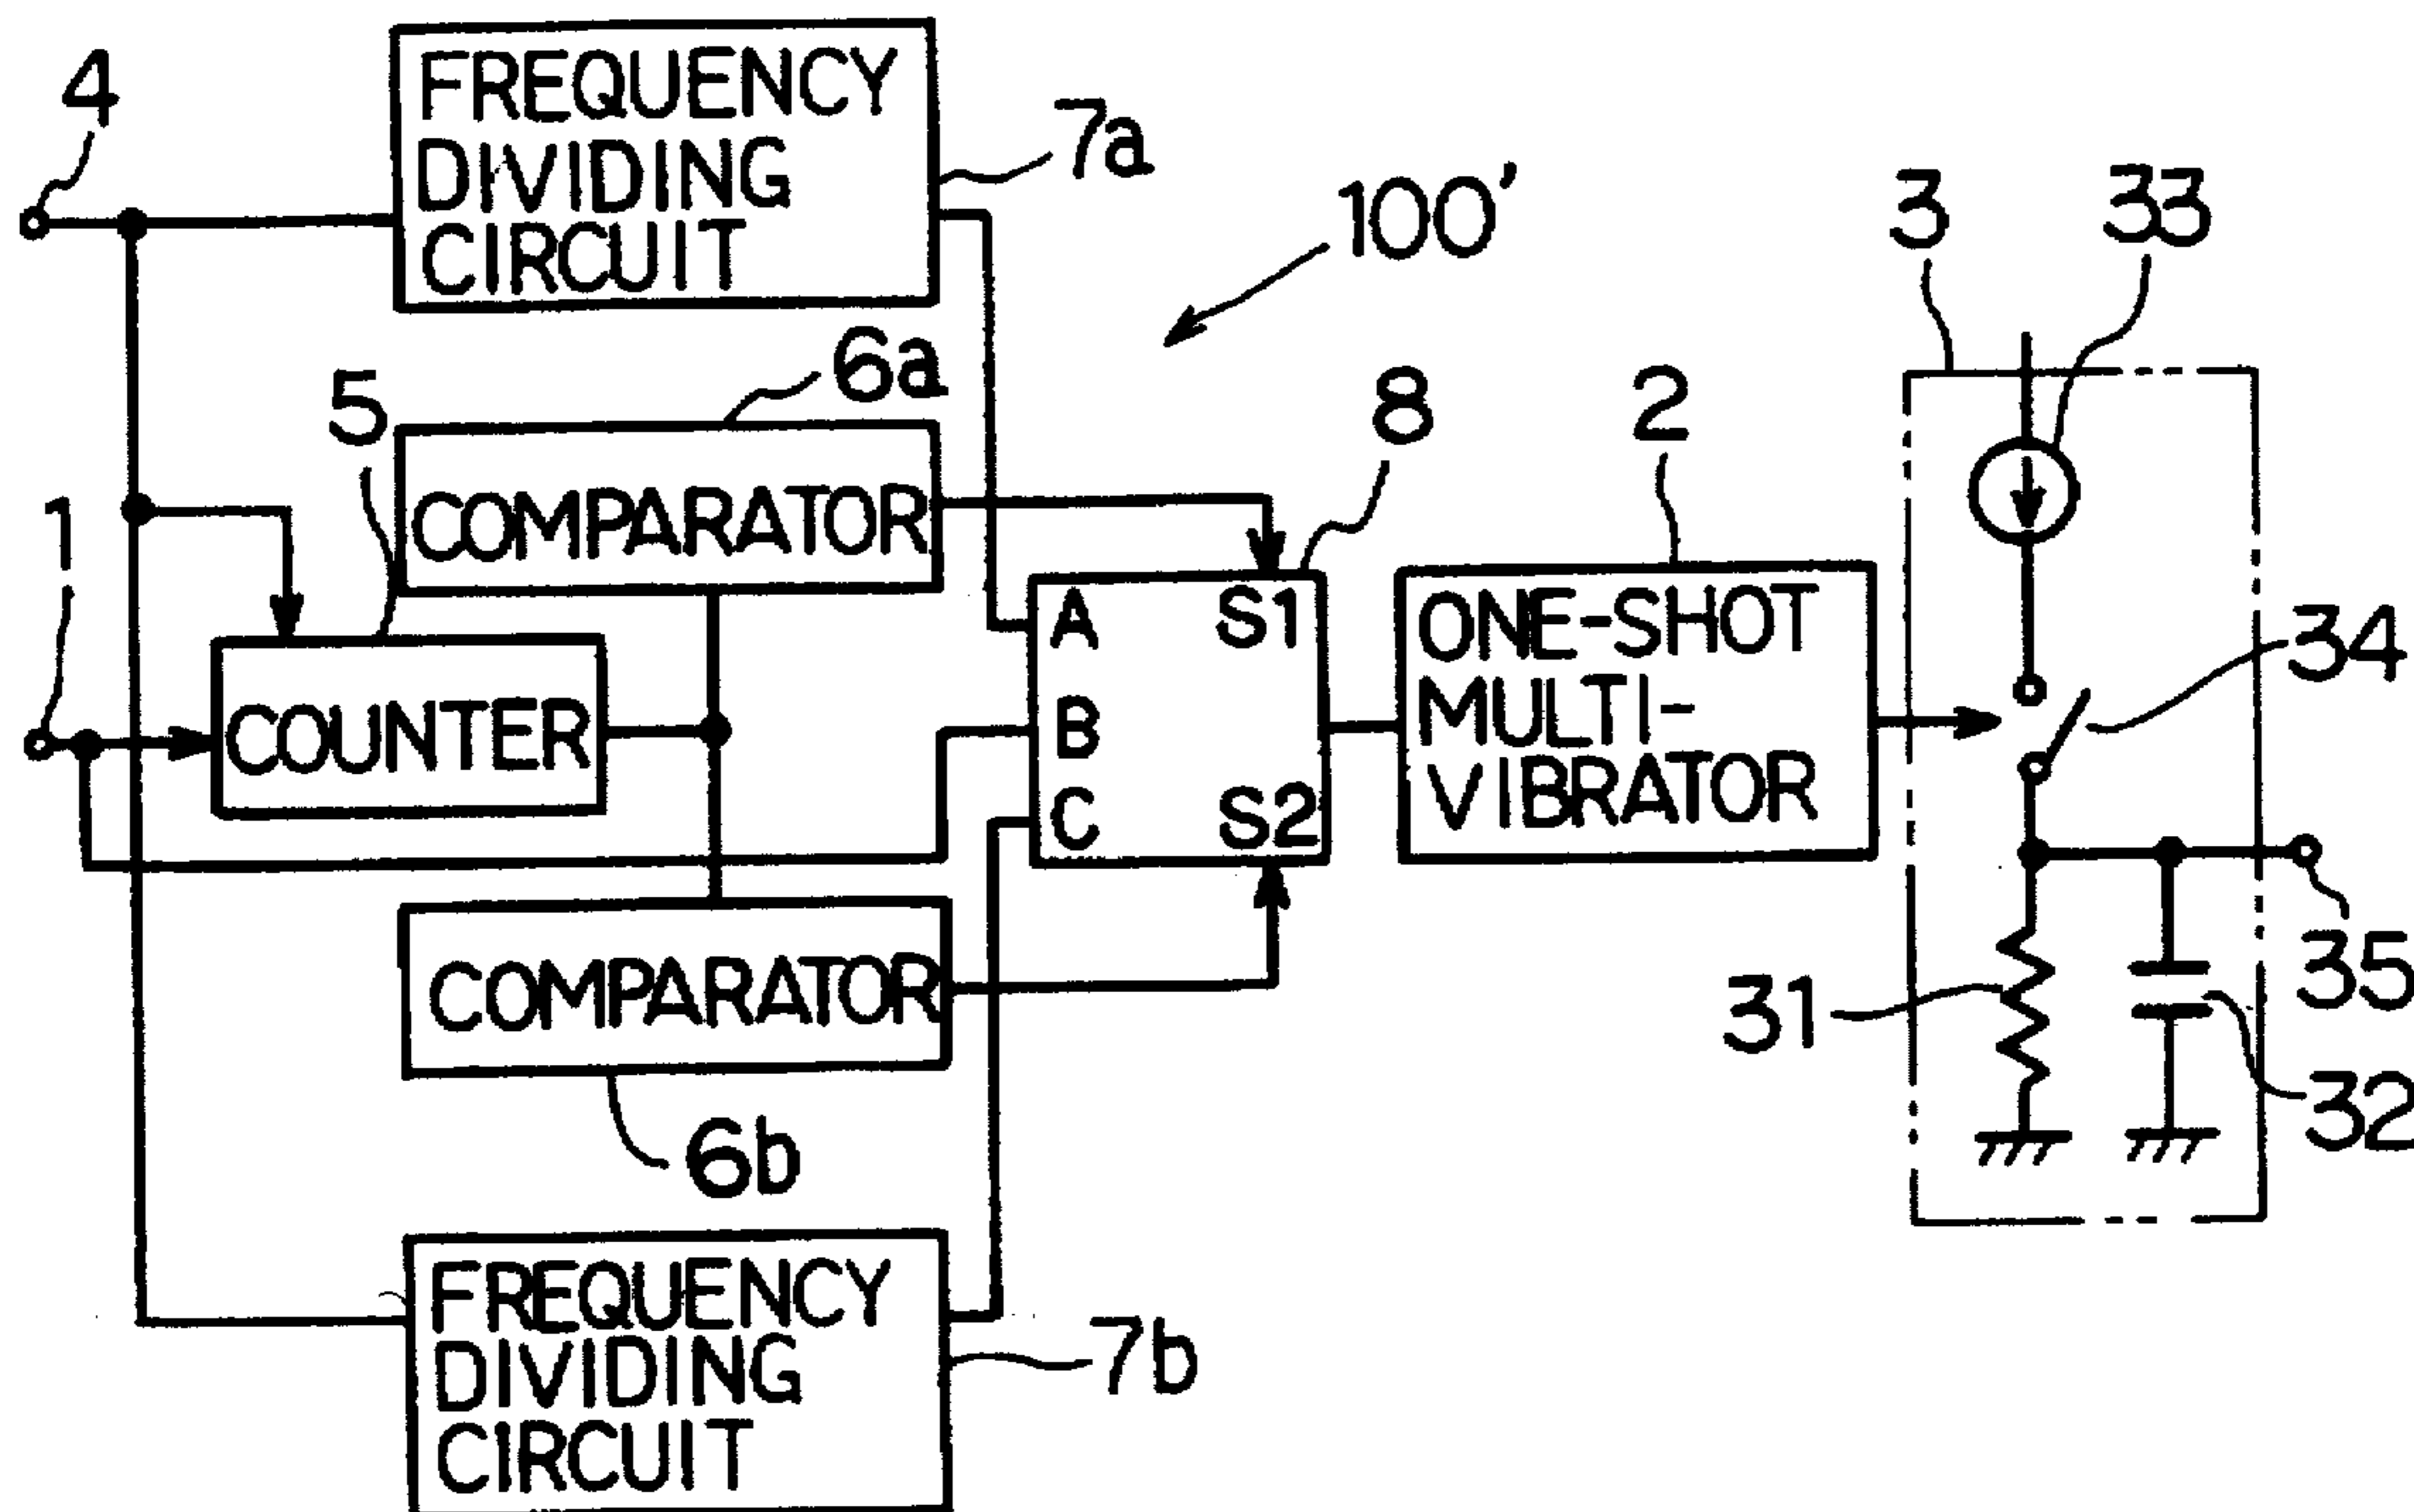 4
FREQUENCY
DIVIDING
CIRCUIT
7a
100'
3
33
6a
5
COMPARATOR
8
2
1
A
S1
B
C
S2
ONE-SHOT
MULTI-
VIBRATOR
34
COUNTER
COMPARATOR
31
35
32
6b
FREQUENCY
DIVIDING
CIRCUIT
7b